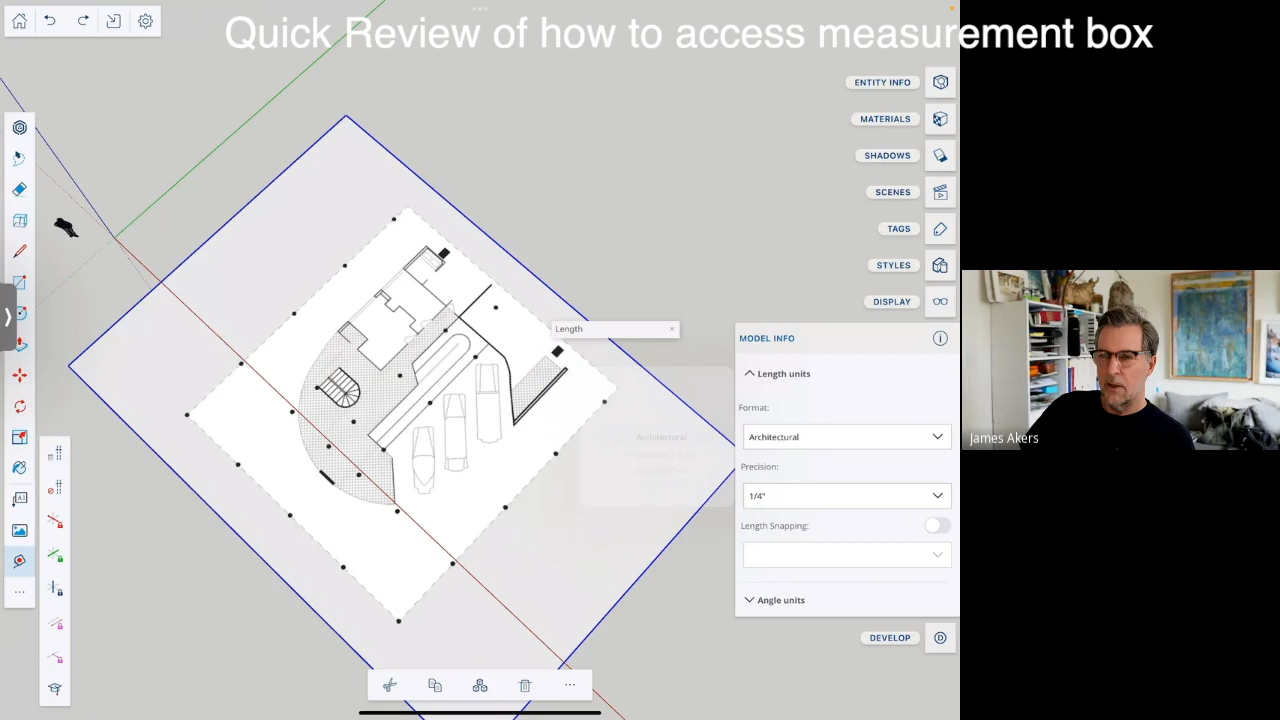 Quick Review of how to access measurement box
ENTITY INFO
MATERIALS
SHADOWS
SCENES
TAGS
STYLES
DISPLAY
Length
MODEL INFO
Length units
Format:
Architectural
Architectural
Precision:
1/4"
Length Snapping:
Angle units
DEVELOP
James Akers